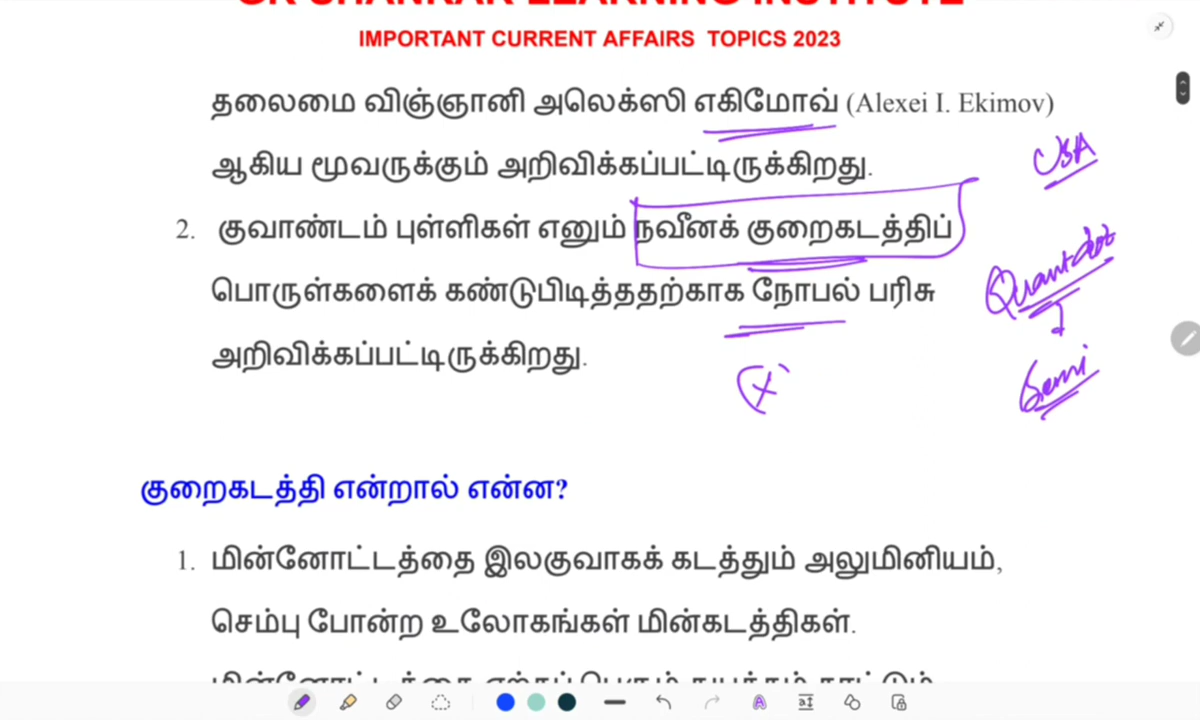 IMPORTANT CURRENT AFFAIRS TOPICS 2023
தலைமை விஞ்ஞானி அலெக்ஸி எகிமோவ் (Alexei I. Ekimov)
ஆகிய மூவருக்கும் அறிவிக்கப்பட்டிருக்கிறது.
USA
2. குவாண்டம் புள்ளிகள் எனும் நவீனக் குறைகடத்திப்
பொருள்களைக் கண்டுபிடித்ததற்காக நோபல் பரிசு
அறிவிக்கப்பட்டிருக்கிறது.
Semi
குறைகடத்தி என்றால் என்ன?
1. மின்னோட்டத்தை இலகுவாகக் கடத்தும் அலுமினியம்,
செம்பு போன்ற உலோகங்கள் மின்கடத்திகள்.